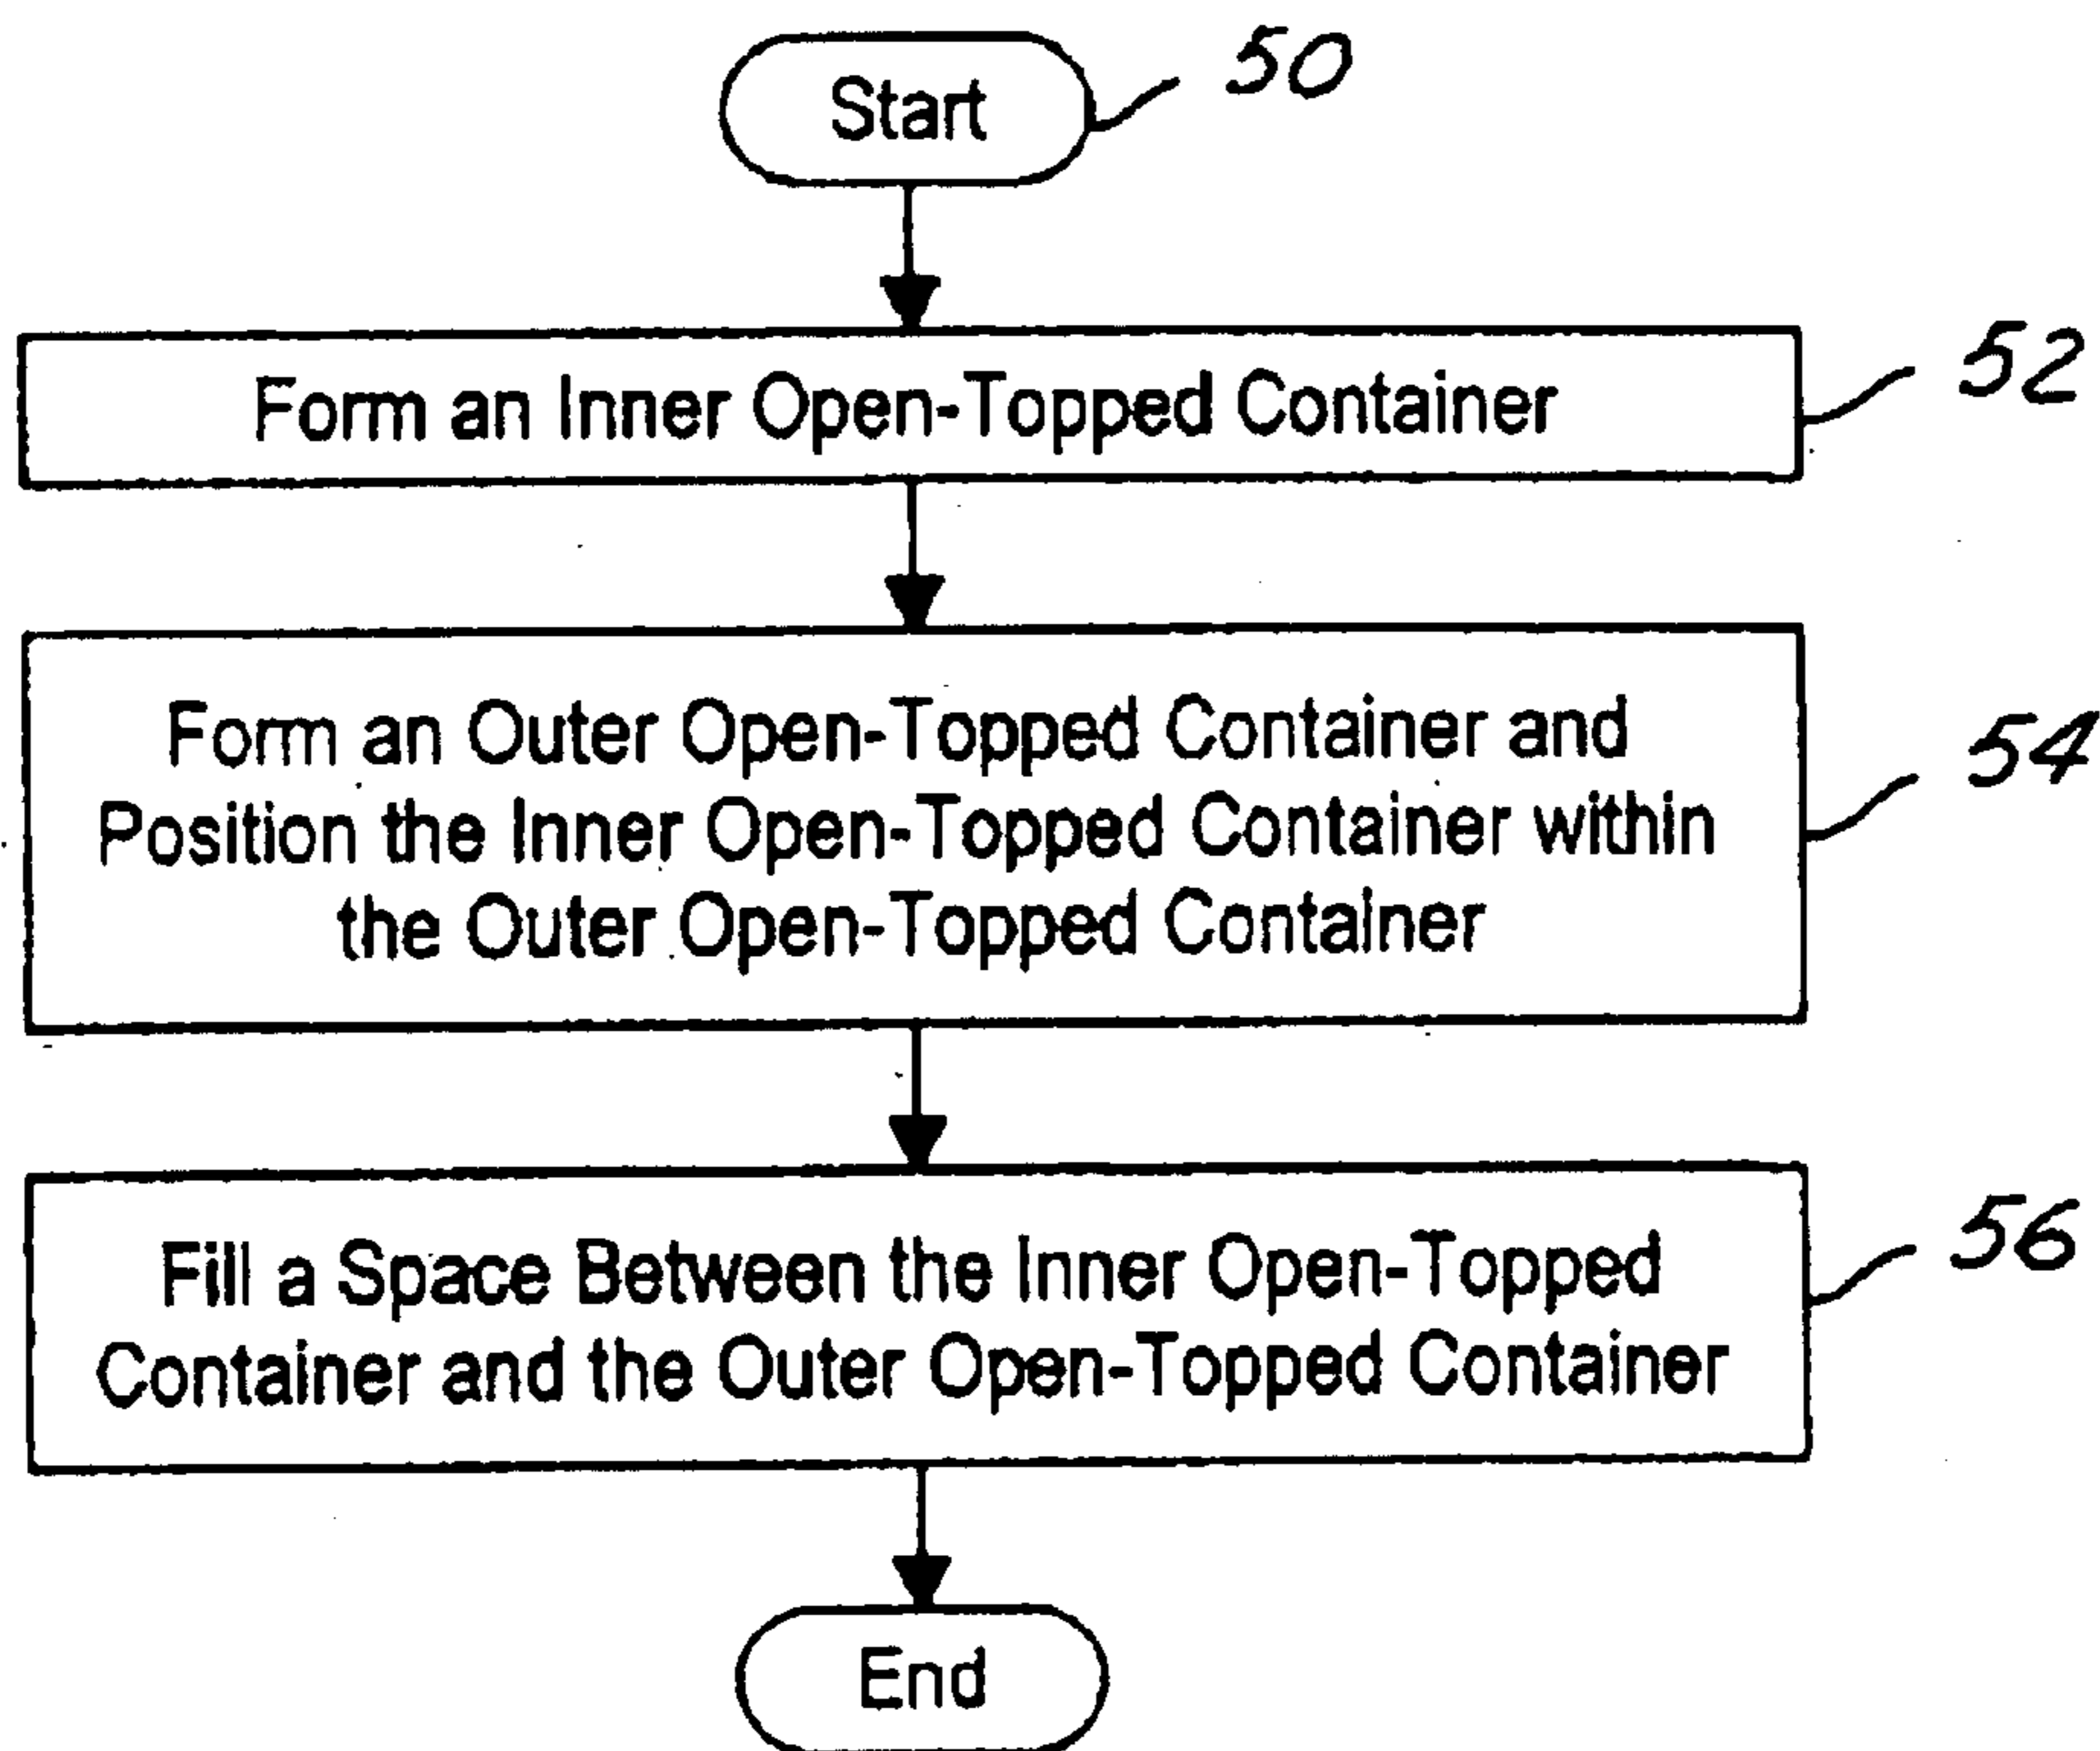 Start
50
Form an Inner Open-Topped Container
52
Form an Outer Open-Topped Container and
Position the Inner Open-Topped Container within
the Outer Open-Topped Container
54
Fill a Space Between the Inner Open-Topped
Container and the Outer Open-Topped Container
56
End